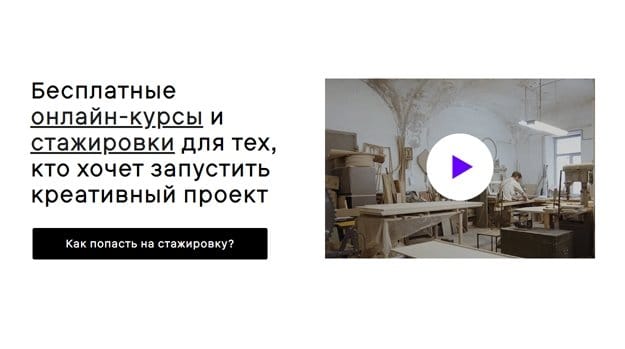 Бесплатные
онлайн-курсы и
стажировки для тех,
кто хочет запустить
креативный проект
Как попасть на стажировку?